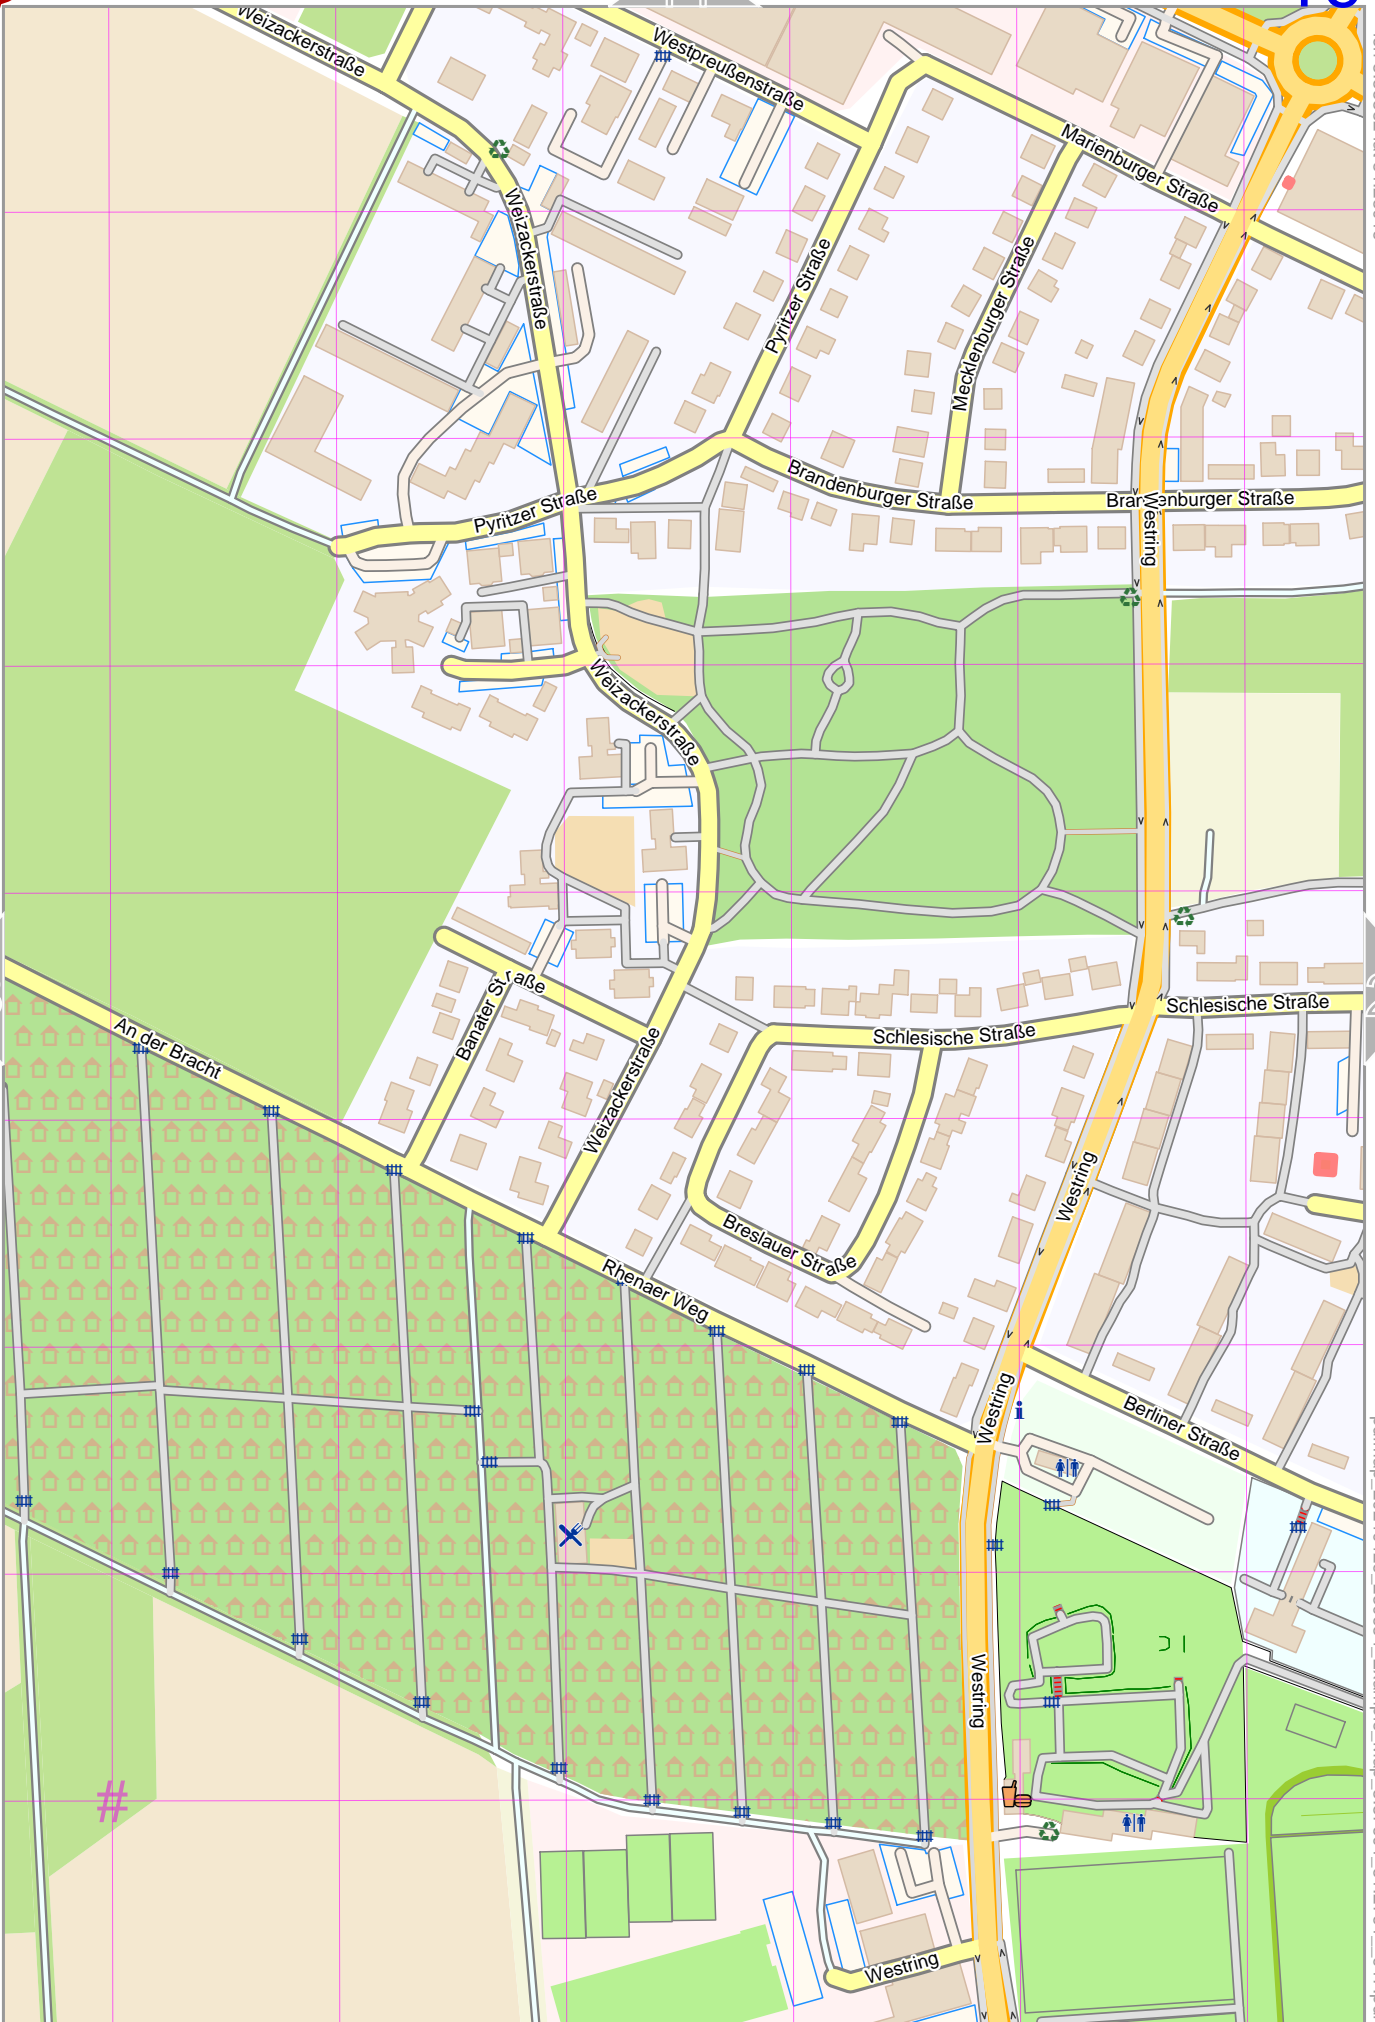 Weizackerstraße
Westpreußenstraße
Marienburger Straße
Weizackerstraße
Pyritzer Straße
Mecklenburger Straße
Pyritzer Straße
Brandenburger Straße
Brandenburger Straße
Westring
Weizackerstraße
Banater Straße
An der Bracht
Weizackerstraße
Schlesische Straße
Schlesische Straße
Westring
Breslauer Straße
Rhenaer Weg
Westring
Berliner Straße
Westring
#
Westring